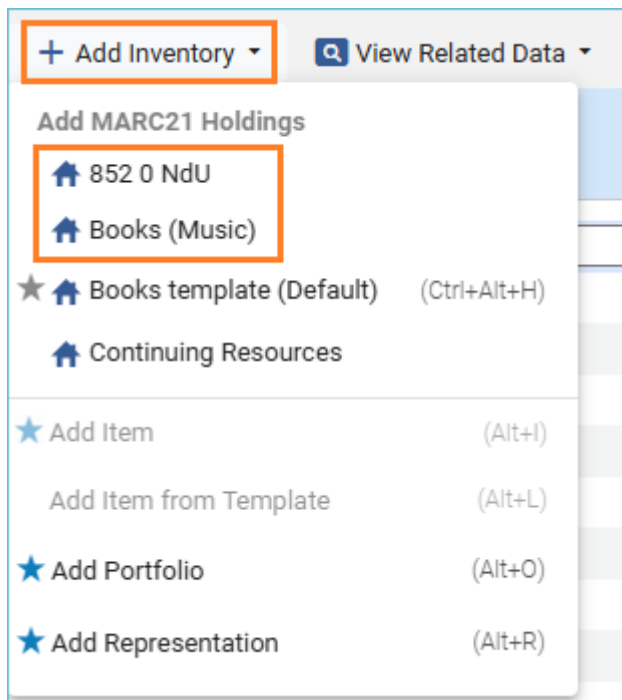 + Add Inventory View Related Data
Add MARC21 Holdings
852 0 NdU
Books (Music)
Books template (Default) (Ctrl+Alt+H)
Continuing Resources
Add Item (Alt+I)
Add Item from Template (Alt+L)
Add Portfolio (Alt+O)
Add Representation (Alt+R)